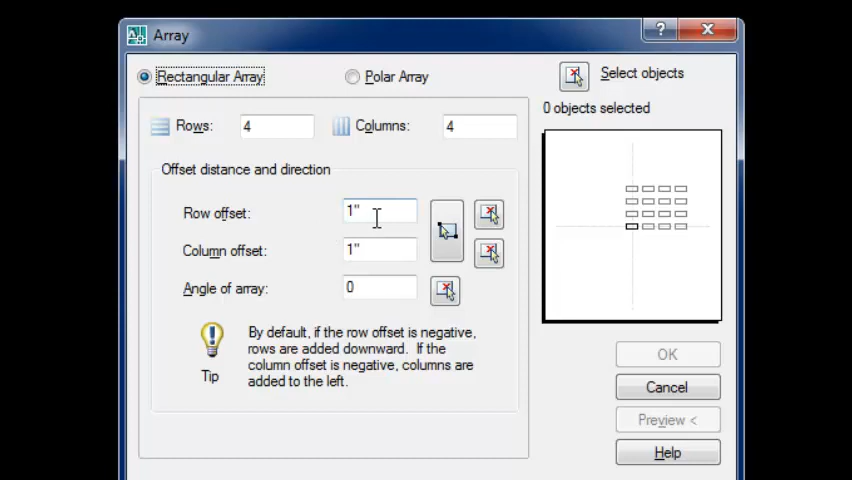 Array
?
Rectangular Array
Polar Array
Select objects
0 objects selected
Rows: 4
Columns: 4
Offset distance and direction
Row offset: 1"
Column offset: 1"
Angle of array: 0
Tip
By default, if the row offset is negative,
rows are added downward. If the
column offset is negative, columns are
added to the left.
OK
Cancel
Preview <
Help